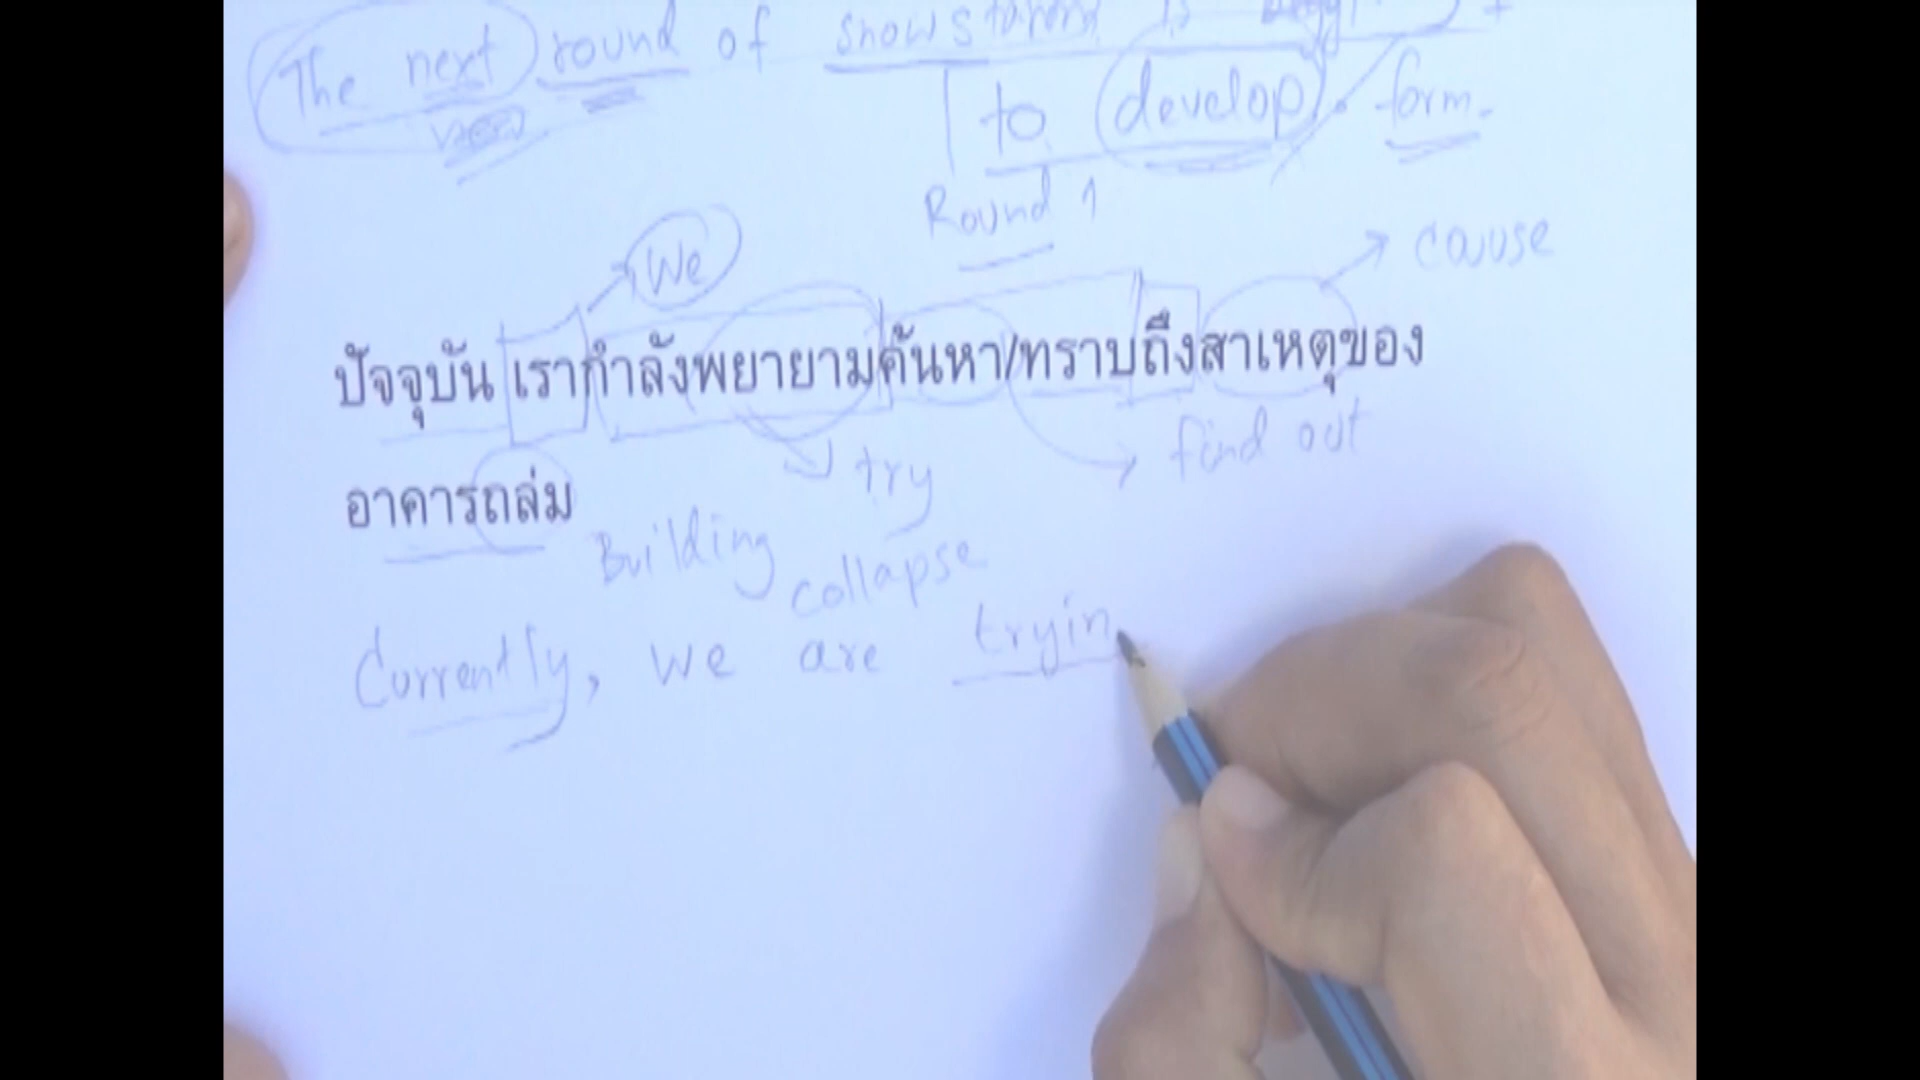 The next round of snowstorms is
to develop. form.
Round 1
We
cause
ปัจจุบัน เรากำลังพยายามค้นหา/ทราบถึงสาเหตุของ
try
find out
อาคารถล่ม
Building collapse
Currently, we are tryin